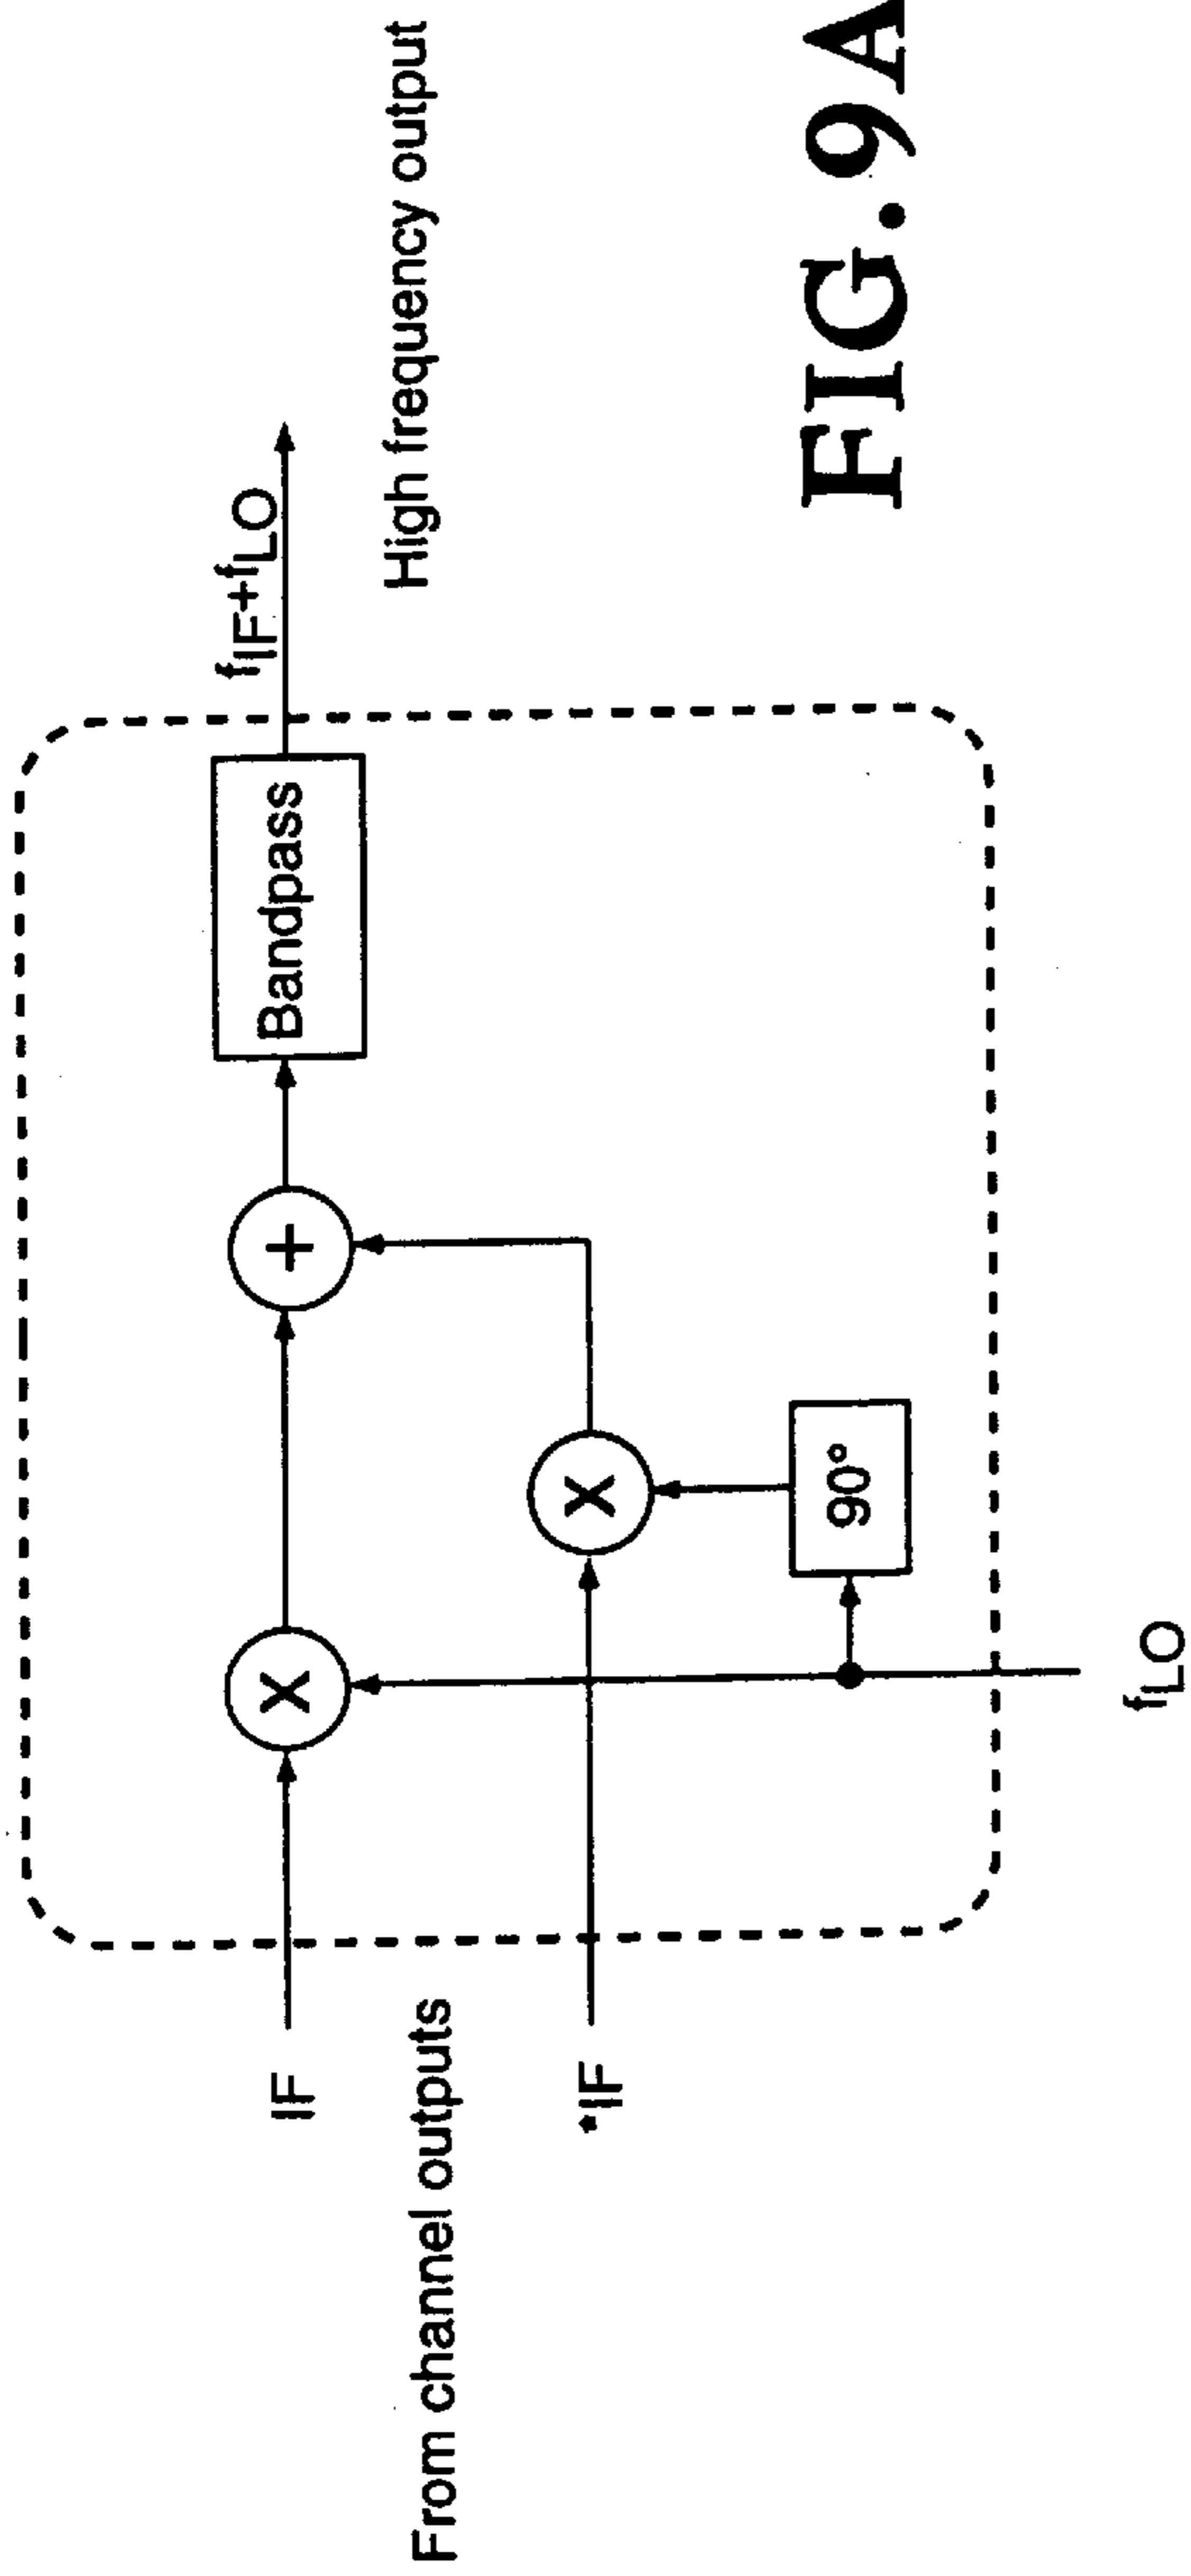 IF
From channel outputs
*IF
X
X
90°
fLO
+
Bandpass
fIF+fLO
High frequency output
FIG. 9A